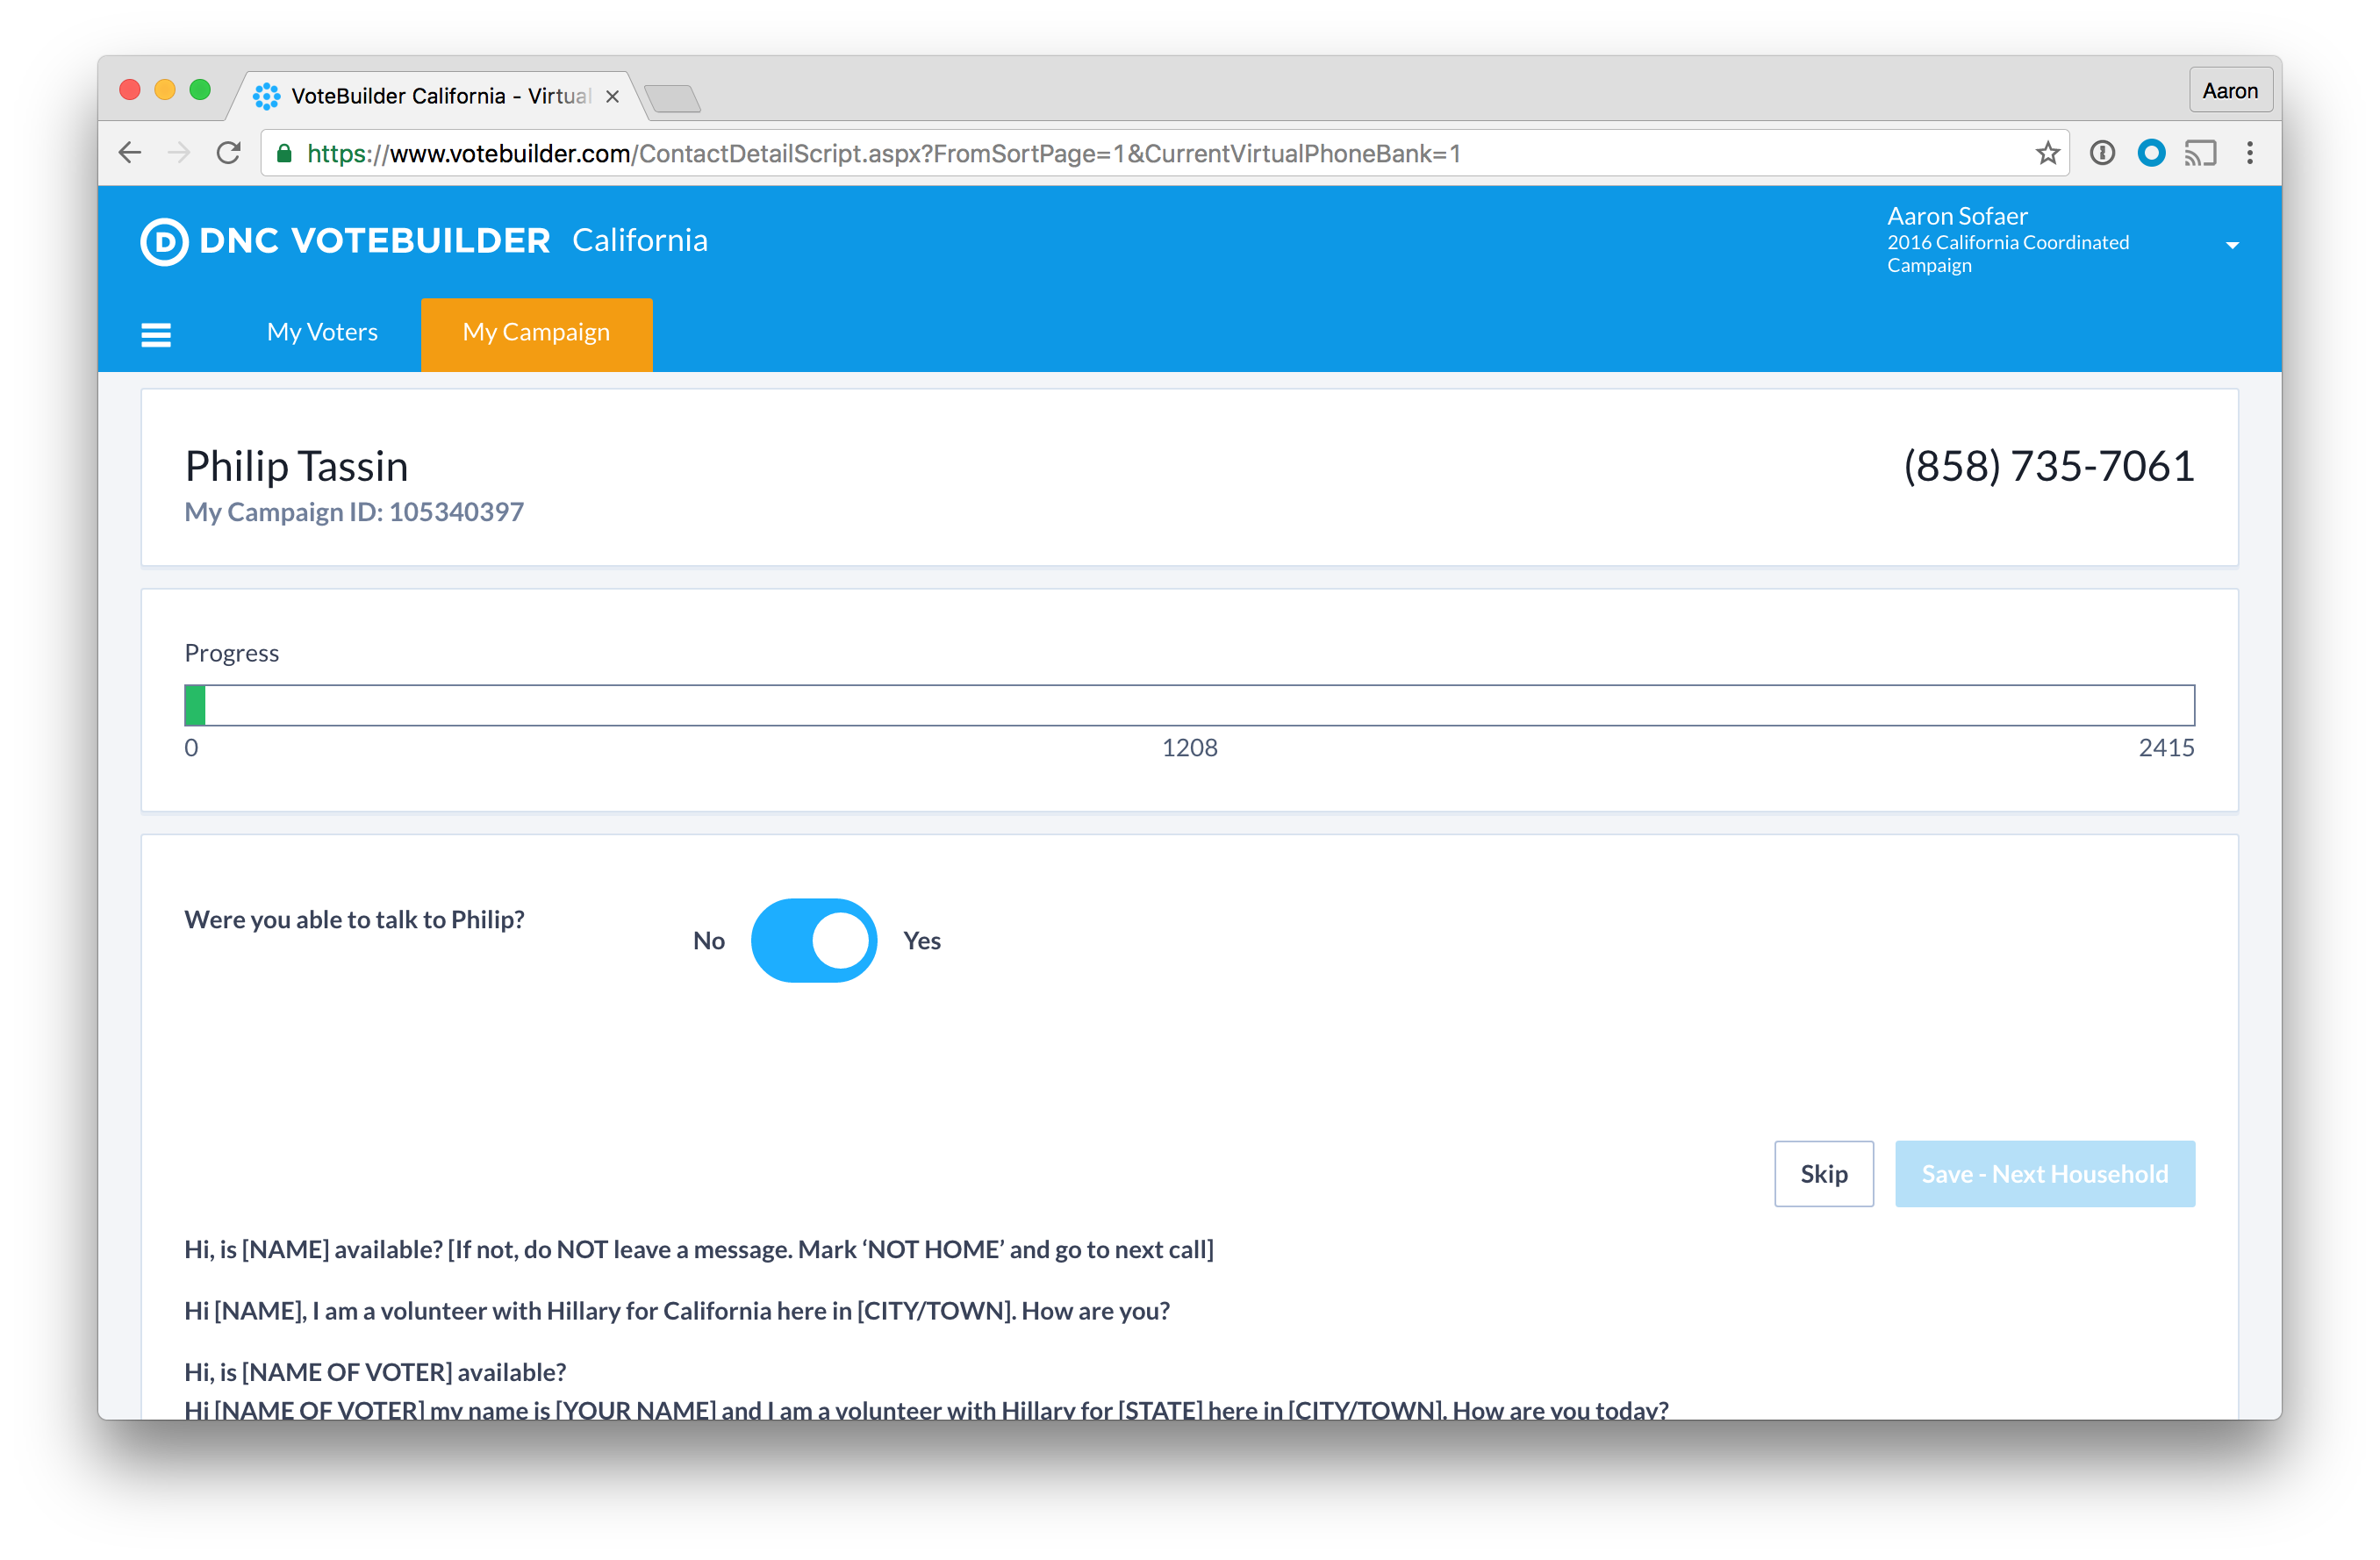 VoteBuilder California - Virtual
Aaron
https://www.votebuilder.com/ContactDetailScript.aspx?FromSortPage=1&CurrentVirtualPhoneBank=1
D DNC VOTEBUILDER California
Aaron Sofaer
2016 California Coordinated
Campaign
My Voters
My Campaign
Philip Tassin
(858) 735-7061
My Campaign ID: 105340397
Progress
0
1208
2415
Were you able to talk to Philip?
No
Yes
Skip
Save - Next Household
Hi, is [NAME] available? [If not, do NOT leave a message. Mark ‘NOT HOME’ and go to next call]
Hi [NAME], I am a volunteer with Hillary for California here in [CITY/TOWN]. How are you?
Hi, is [NAME OF VOTER] available?
Hi [NAME OF VOTER] my name is [YOUR NAME] and I am a volunteer with Hillary for [STATE] here in [CITY/TOWN]. How are you today?